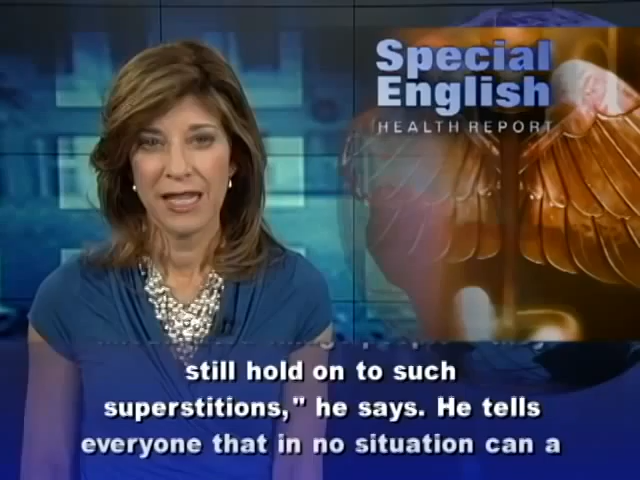 Special
English
HEALTH REPORT
still hold on to such
superstitions," he says. He tells
everyone that in no situation can a